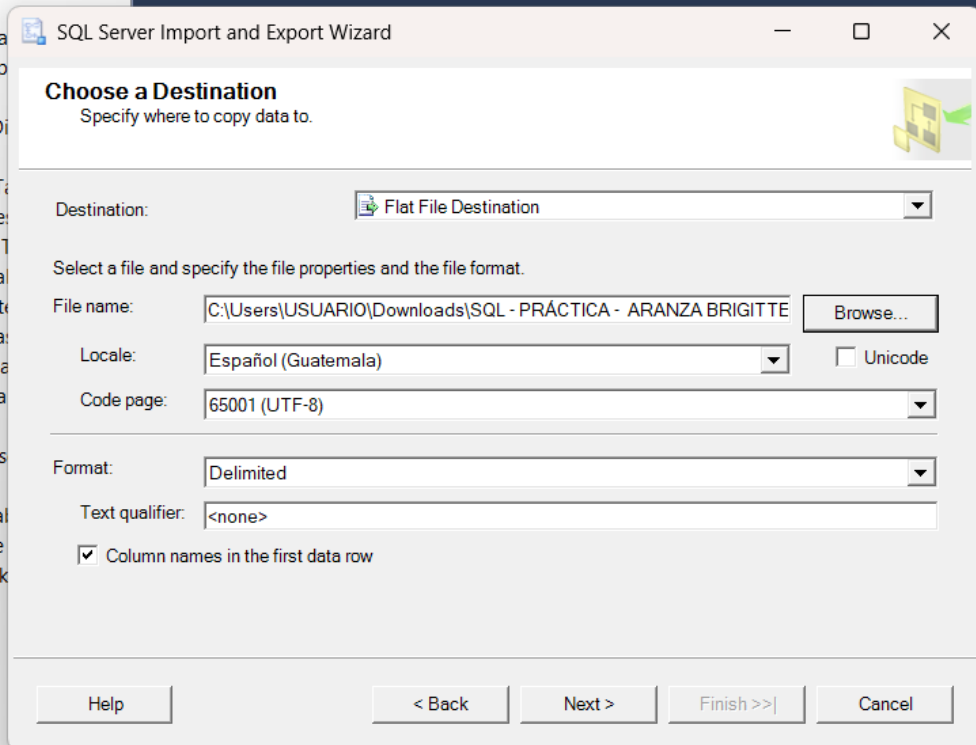 SQL Server Import and Export Wizard
Choose a Destination
Specify where to copy data to.
Destination: Flat File Destination
Select a file and specify the file properties and the file format.
File name: C:\Users\USUARIO\Downloads\SQL - PRÁCTICA -  ARANZA BRIGITTE Browse...
Locale: Español (Guatemala) Unicode
Code page: 65001 (UTF-8)
Format: Delimited
Text qualifier: <none>
Column names in the first data row
Help < Back Next > Finish >>| Cancel